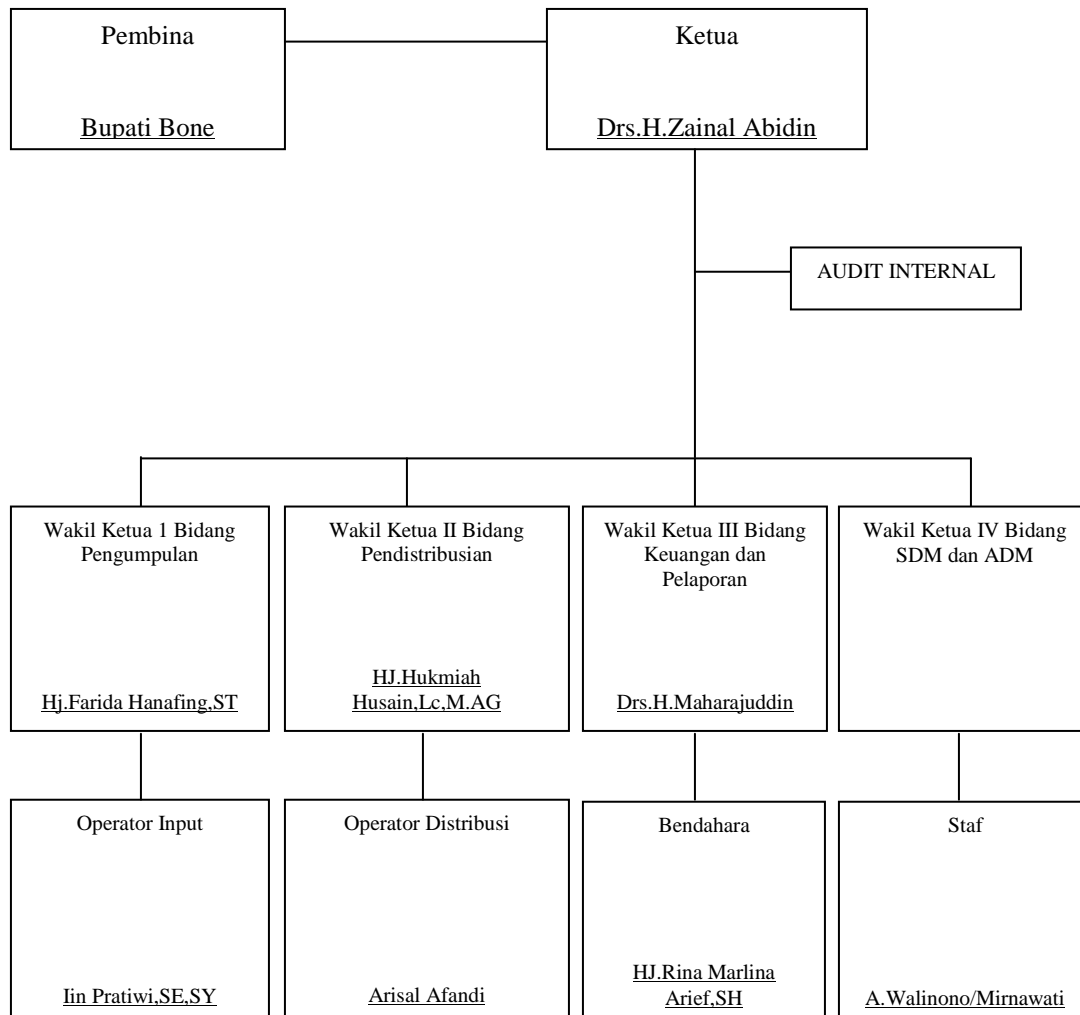 Pembina
Bupati Bone
Ketua
Drs.H.Zainal Abidin
AUDIT INTERNAL
Wakil Ketua 1 Bidang
Pengumpulan
Hj.Farida Hanafing,ST
Wakil Ketua II Bidang
Pendistribusian
HJ.Hukmiah
Husain,Lc,M.AG
Wakil Ketua III Bidang
Keuangan dan
Pelaporan
Drs.H.Maharajuddin
Wakil Ketua IV Bidang
SDM dan ADM
Operator Input
Iin Pratiwi,SE,SY
Operator Distribusi
Arisal Afandi
Bendahara
HJ.Rina Marlina
Arief,SH
Staf
A.Walinono/Mirnawati